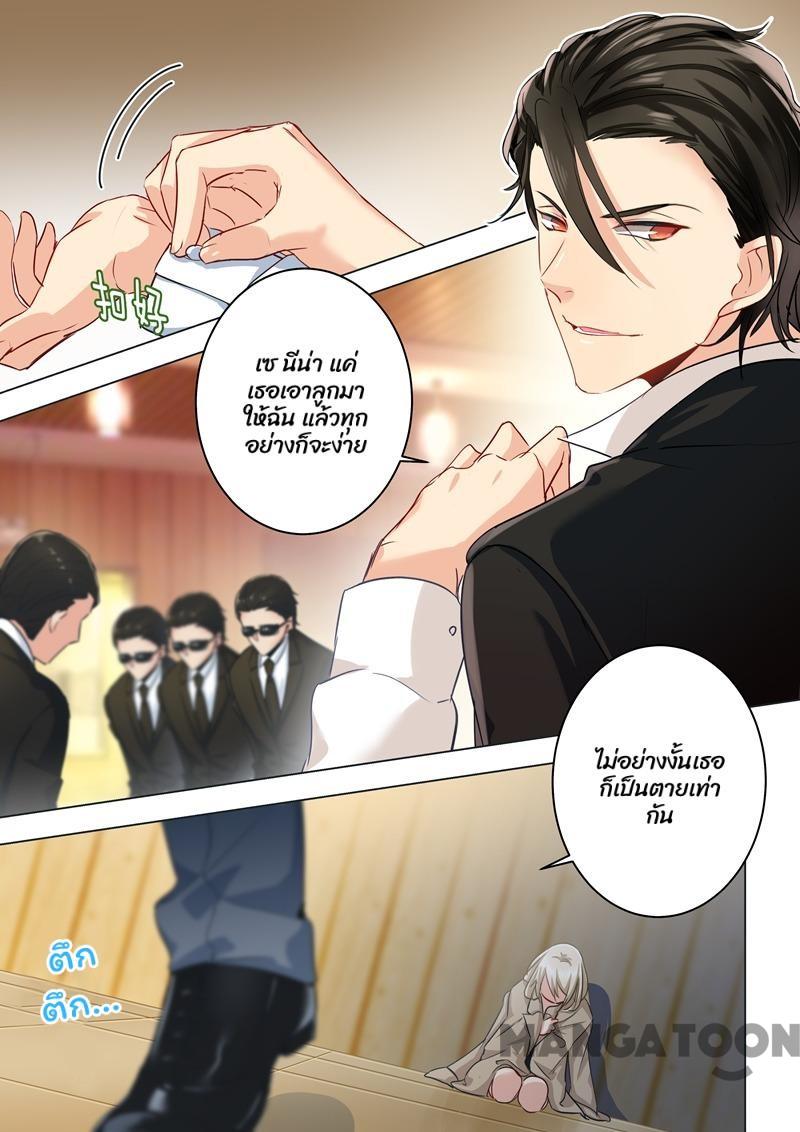 扣好
เซ นีน่า แค่
เธอเอาลูกมา
ให้ฉัน แล้วทุก
อย่างก็จะง่าย
ไม่อย่างงั้นเธอ
ก็เป็นตายเท่า
กัน
ตึก
ตึก...
MANGATOON